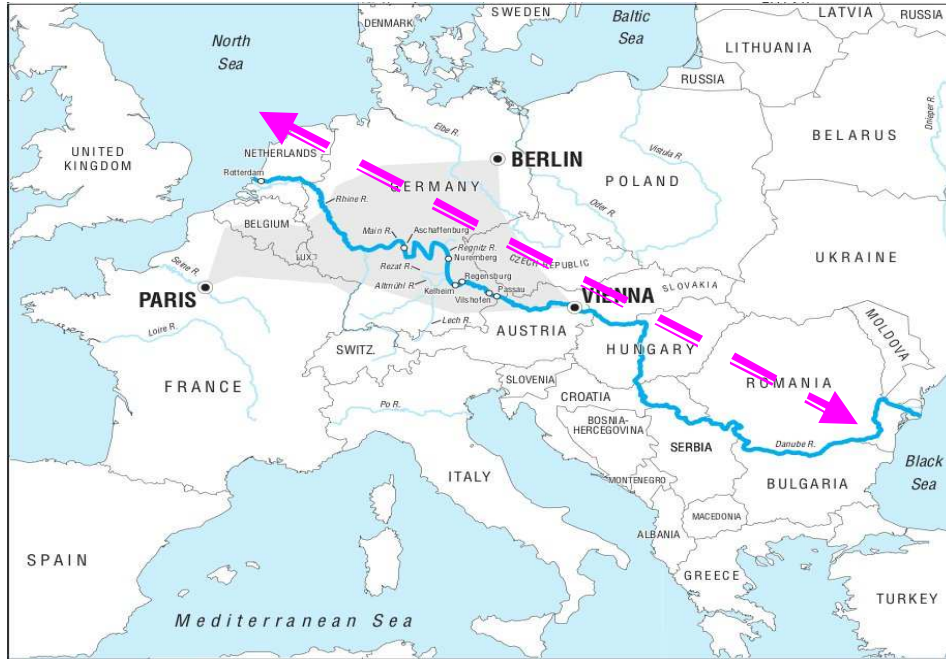 SWEDEN
LATVIA
RUSSIA
DENMARK
Baltic
Sea
North
Sea
LITHUANIA
RUSSIA
Dnieper R.
BELARUS
UNITED
KINGDOM
NETHERLANDS
Elbe R.
BERLIN
Vistula R.
Rotterdam
GERMANY
POLAND
Rhine R.
Oder R.
BELGIUM
Main R.
Aschaffenburg
Regnitz R.
Nuremberg
LUX
CZECH REPUBLIC
UKRAINE
Seine R.
Rezat R.
Regensburg
Altmühl R.
Kelheim
Passau
Vilshofen
SLOVAKIA
PARIS
VIENNA
Lech R.
AUSTRIA
MOLDOVA
Loire R.
SWITZ.
HUNGARY
FRANCE
SLOVENIA
ROMANIA
CROATIA
Po R.
BOSNIA-
HERCEGOVINA
Danube R.
SERBIA
Black
Sea
ITALY
MONTENEGRO
BULGARIA
MACEDONIA
ALBANIA
SPAIN
GREECE
TURKEY
Mediterranean Sea